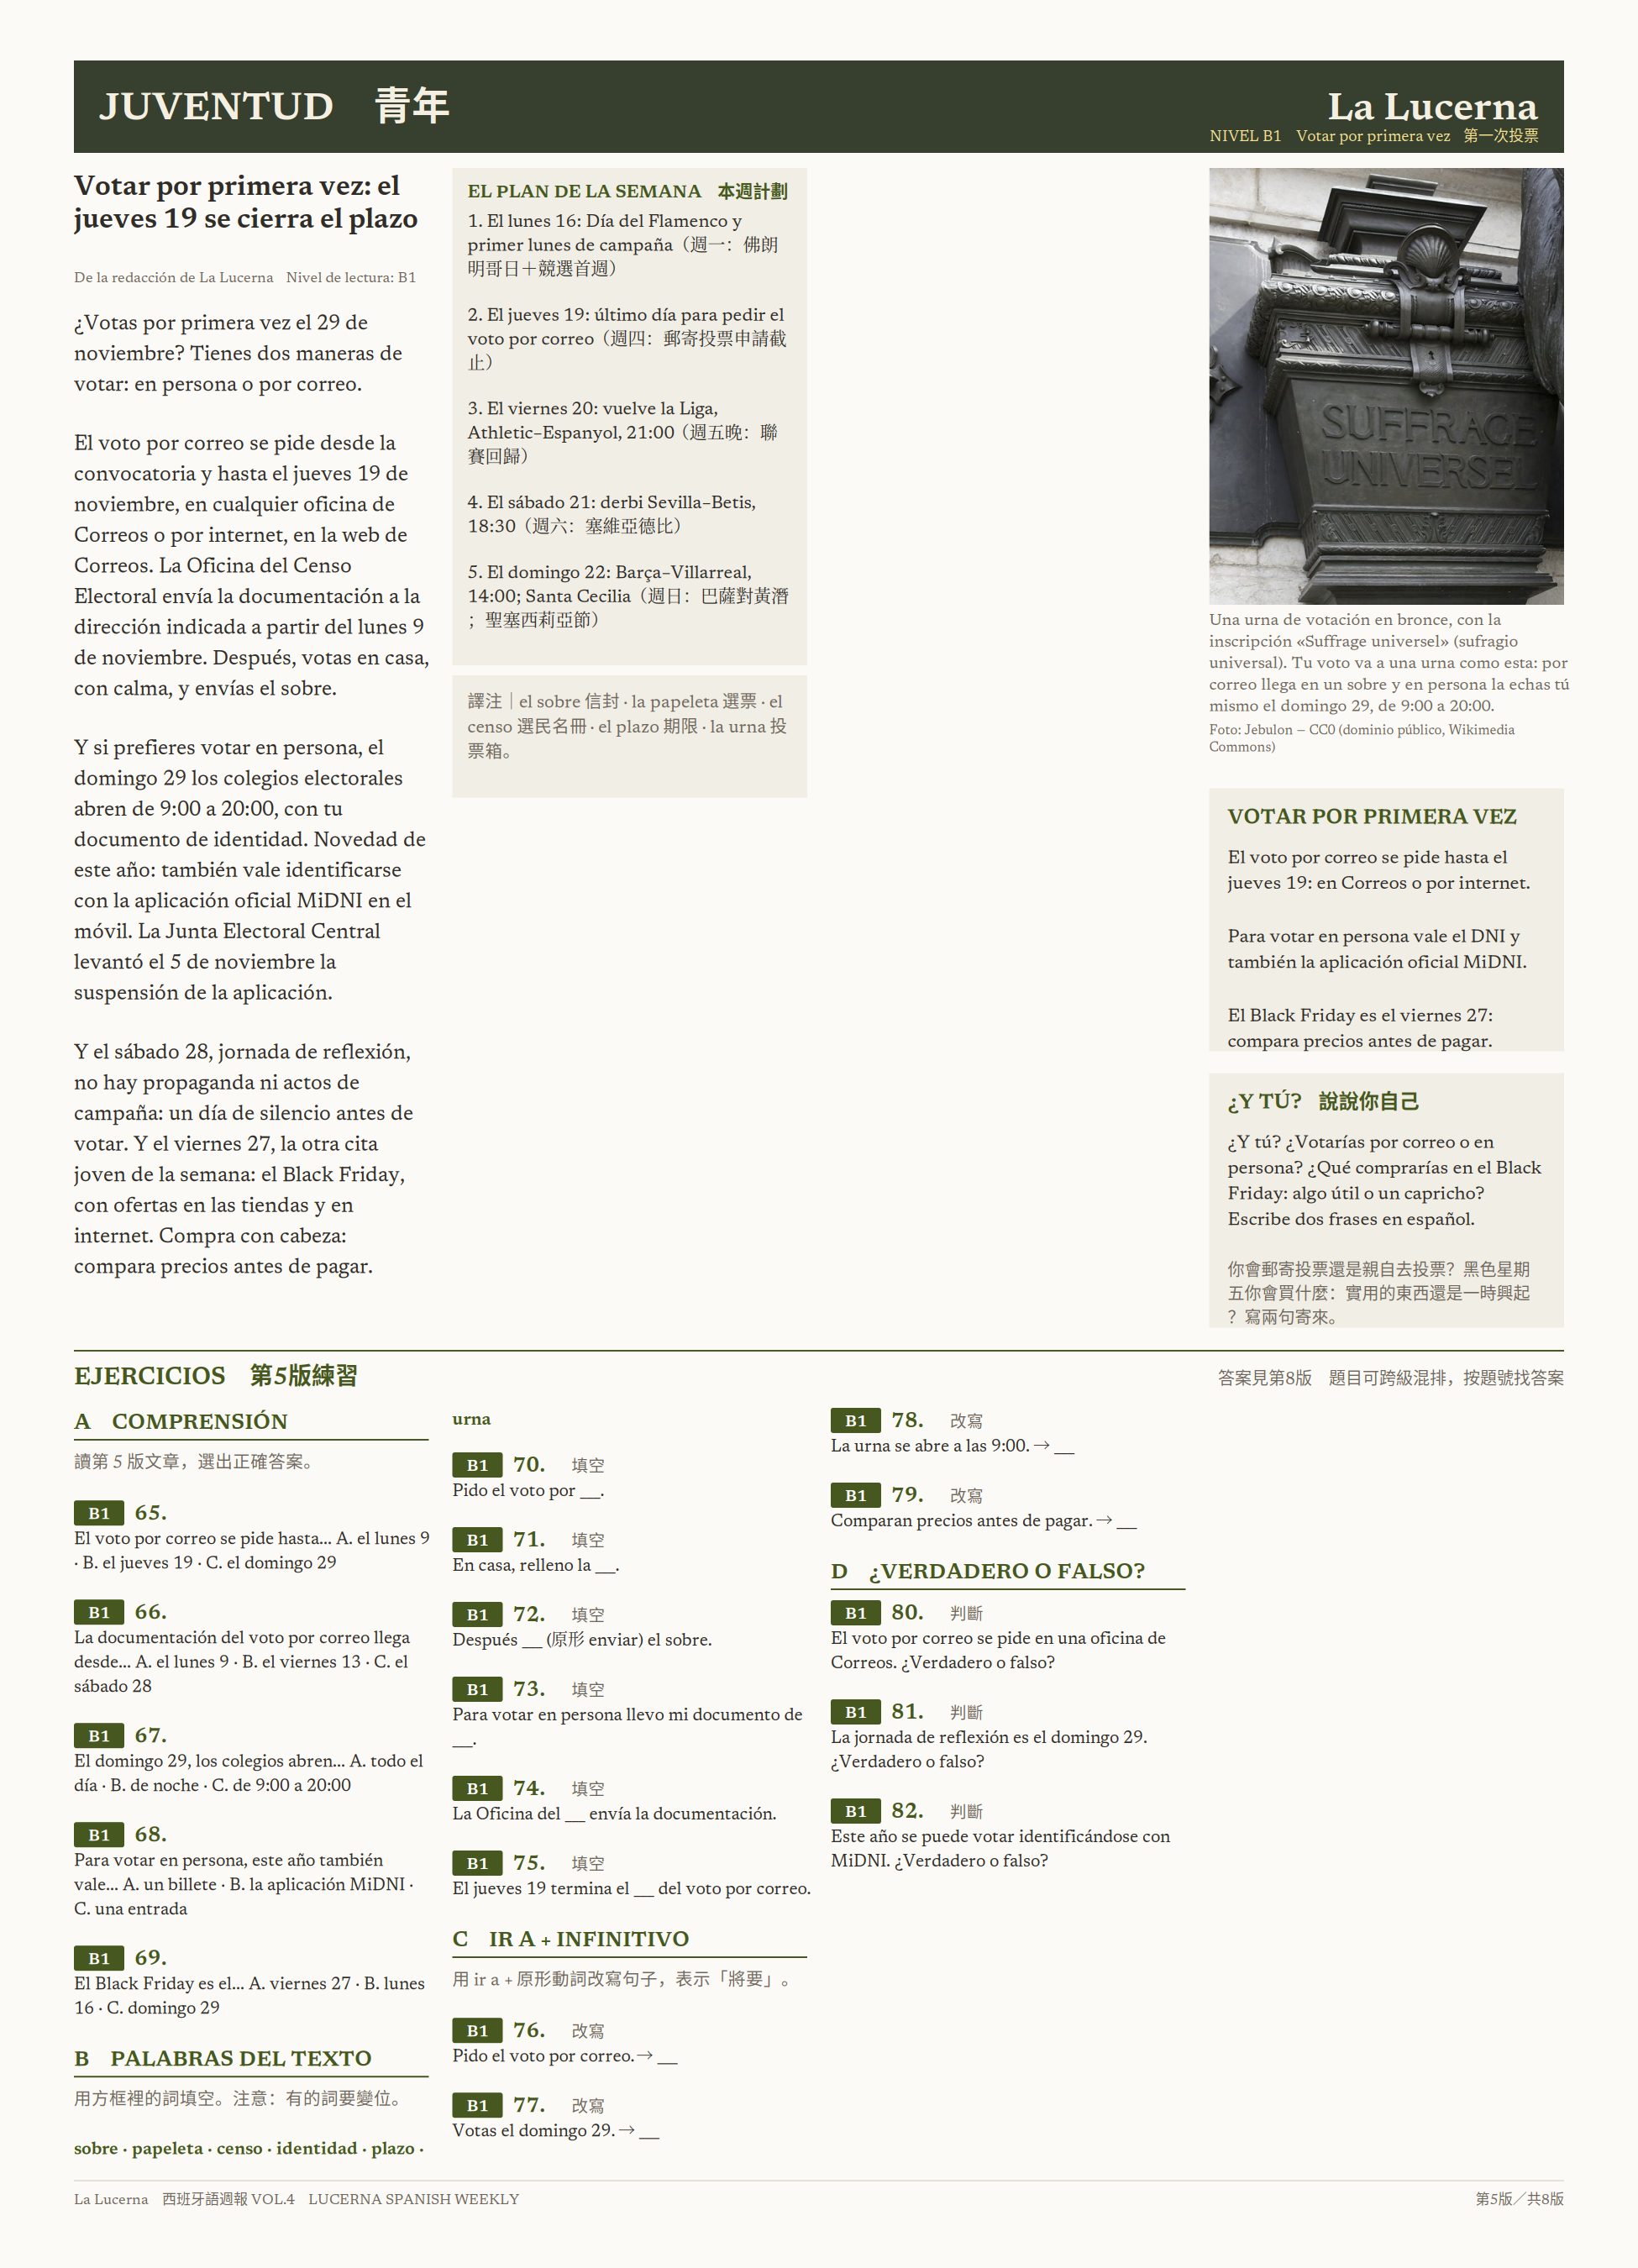 JUVENTUD 青年
La Lucerna
NIVEL B1 Votar por primera vez 第一次投票
Votar por primera vez: el
jueves 19 se cierra el plazo
De la redacción de La Lucerna Nivel de lectura: B1
¿Votas por primera vez el 29 de
noviembre? Tienes dos maneras de
votar: en persona o por correo.
El voto por correo se pide desde la
convocatoria y hasta el jueves 19 de
noviembre, en cualquier oficina de
Correos o por internet, en la web de
Correos. La Oficina del Censo
Electoral envía la documentación a la
dirección indicada a partir del lunes 9
de noviembre. Después, votas en casa,
con calma, y envías el sobre.
Y si prefieres votar en persona, el
domingo 29 los colegios electorales
abren de 9:00 a 20:00, con tu
documento de identidad. Novedad de
este año: también vale identificarse
con la aplicación oficial MiDNI en el
móvil. La Junta Electoral Central
levantó el 5 de noviembre la
suspensión de la aplicación.
Y el sábado 28, jornada de reflexión,
no hay propaganda ni actos de
campaña: un día de silencio antes de
votar. Y el viernes 27, la otra cita
joven de la semana: el Black Friday,
con ofertas en las tiendas y en
internet. Compra con cabeza:
compara precios antes de pagar.
EL PLAN DE LA SEMANA 本週計劃
1. El lunes 16: Día del Flamenco y
primer lunes de campaña（週一：佛朗
明哥日＋競選首週）
2. El jueves 19: último día para pedir el
voto por correo（週四：郵寄投票申請截
止）
3. El viernes 20: vuelve la Liga,
Athletic–Espanyol, 21:00（週五晚：聯
賽回歸）
4. El sábado 21: derbi Sevilla–Betis,
18:30（週六：塞維亞德比）
5. El domingo 22: Barça–Villarreal,
14:00; Santa Cecilia（週日：巴薩對黃潛
；聖塞西莉亞節）
譯注｜el sobre 信封 · la papeleta 選票 · el
censo 選民名冊 · el plazo 期限 · la urna 投
票箱。
SUFFRAGE
UNIVERSEL
Una urna de votación en bronce, con la
inscripción «Suffrage universel» (sufragio
universal). Tu voto va a una urna como esta: por
correo llega en un sobre y en persona la echas tú
mismo el domingo 29, de 9:00 a 20:00.
Foto: Jebulon — CC0 (dominio público, Wikimedia
Commons)
VOTAR POR PRIMERA VEZ
El voto por correo se pide hasta el
jueves 19: en Correos o por internet.
Para votar en persona vale el DNI y
también la aplicación oficial MiDNI.
El Black Friday es el viernes 27:
compara precios antes de pagar.
¿Y TÚ? 說說你自己
¿Y tú? ¿Votarías por correo o en
persona? ¿Qué comprarías en el Black
Friday: algo útil o un capricho?
Escribe dos frases en español.
你會郵寄投票還是親自去投票？黑色星期
五你會買什麼：實用的東西還是一時興起
？寫兩句寄來。
EJERCICIOS 第5版練習
答案見第8版 題目可跨級混排，按題號找答案
A COMPRENSIÓN
讀第 5 版文章，選出正確答案。
B1 65.
El voto por correo se pide hasta… A. el lunes 9
· B. el jueves 19 · C. el domingo 29
B1 66.
La documentación del voto por correo llega
desde… A. el lunes 9 · B. el viernes 13 · C. el
sábado 28
B1 67.
El domingo 29, los colegios abren… A. todo el
día · B. de noche · C. de 9:00 a 20:00
B1 68.
Para votar en persona, este año también
vale… A. un billete · B. la aplicación MiDNI ·
C. una entrada
B1 69.
El Black Friday es el… A. viernes 27 · B. lunes
16 · C. domingo 29
B PALABRAS DEL TEXTO
用方框裡的詞填空。注意：有的詞要變位。
sobre · papeleta · censo · identidad · plazo ·
urna
B1 70. 填空
Pido el voto por __.
B1 71. 填空
En casa, relleno la __.
B1 72. 填空
Después __ (原形 enviar) el sobre.
B1 73. 填空
Para votar en persona llevo mi documento de
__.
B1 74. 填空
La Oficina del __ envía la documentación.
B1 75. 填空
El jueves 19 termina el __ del voto por correo.
C IR A + INFINITIVO
用 ir a + 原形動詞改寫句子，表示「將要」。
B1 76. 改寫
Pido el voto por correo. → __
B1 77. 改寫
Votas el domingo 29. → __
B1 78. 改寫
La urna se abre a las 9:00. → __
B1 79. 改寫
Comparan precios antes de pagar. → __
D ¿VERDADERO O FALSO?
B1 80. 判斷
El voto por correo se pide en una oficina de
Correos. ¿Verdadero o falso?
B1 81. 判斷
La jornada de reflexión es el domingo 29.
¿Verdadero o falso?
B1 82. 判斷
Este año se puede votar identificándose con
MiDNI. ¿Verdadero o falso?
La Lucerna 西班牙語週報 VOL.4 LUCERNA SPANISH WEEKLY
第5版／共8版